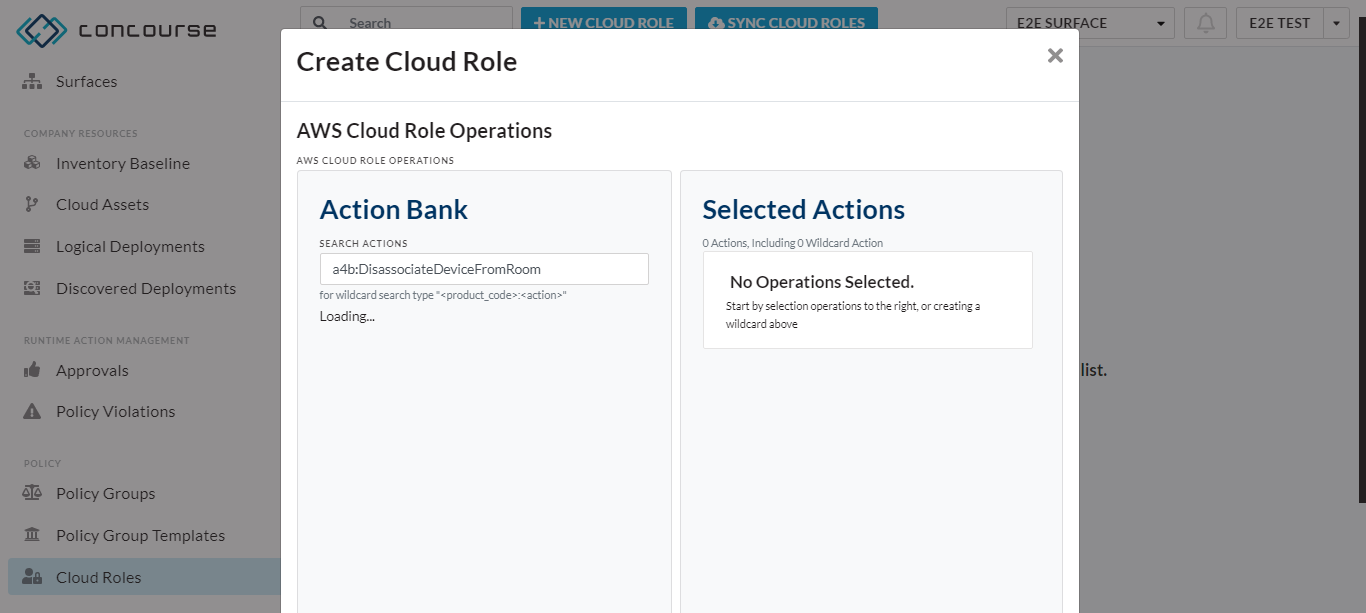 concourse
Search
+ NEW CLOUD ROLE
SYNC CLOUD ROLES
E2E SURFACE
E2E TEST
Surfaces
COMPANY RESOURCES
Inventory Baseline
Cloud Assets
Logical Deployments
Discovered Deployments
RUNTIME ACTION MANAGEMENT
Approvals
Policy Violations
POLICY
Policy Groups
Policy Group Templates
Cloud Roles
Create Cloud Role
AWS Cloud Role Operations
AWS CLOUD ROLE OPERATIONS
Action Bank
SEARCH ACTIONS
a4b:DisassociateDeviceFromRoom
for wildcard search type "<product_code>:<action>"
Loading...
Selected Actions
0 Actions, Including 0 Wildcard Action
No Operations Selected.
Start by selection operations to the right, or creating a
wildcard above
list.